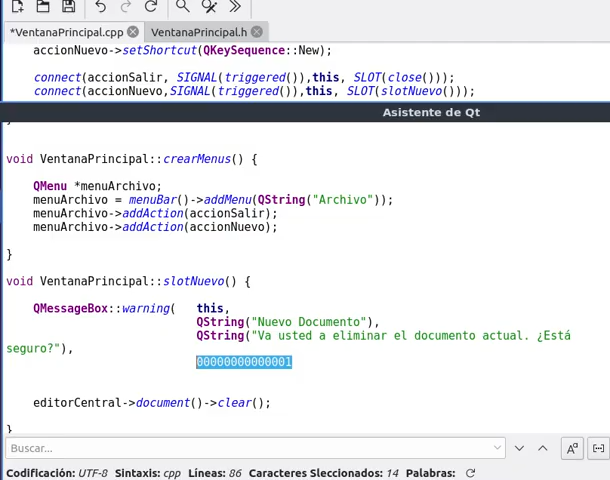 *VentanaPrincipal.cpp VentanaPrincipal.h
accionNuevo->setShortcut(QKeySequence::New);
connect(accionSalir, SIGNAL(triggered()),this, SLOT(close()));
connect(accionNuevo,SIGNAL(triggered()),this, SLOT(slotNuevo()));
Asistente de Qt
void VentanaPrincipal::crearMenus() {
QMenu *menuArchivo;
menuArchivo = menuBar()->addMenu(QString("Archivo"));
menuArchivo->addAction(accionSalir);
menuArchivo->addAction(accionNuevo);
}
void VentanaPrincipal::slotNuevo() {
QMessageBox::warning( this,
QString("Nuevo Documento"),
QString("Va usted a eliminar el documento actual. ¿Está
seguro?"),
00000000000001
editorCentral->document()->clear();
}
Buscar...
Codificación: UTF-8 Sintaxis: cpp Líneas: 86 Caracteres Sleccionados: 14 Palabras: